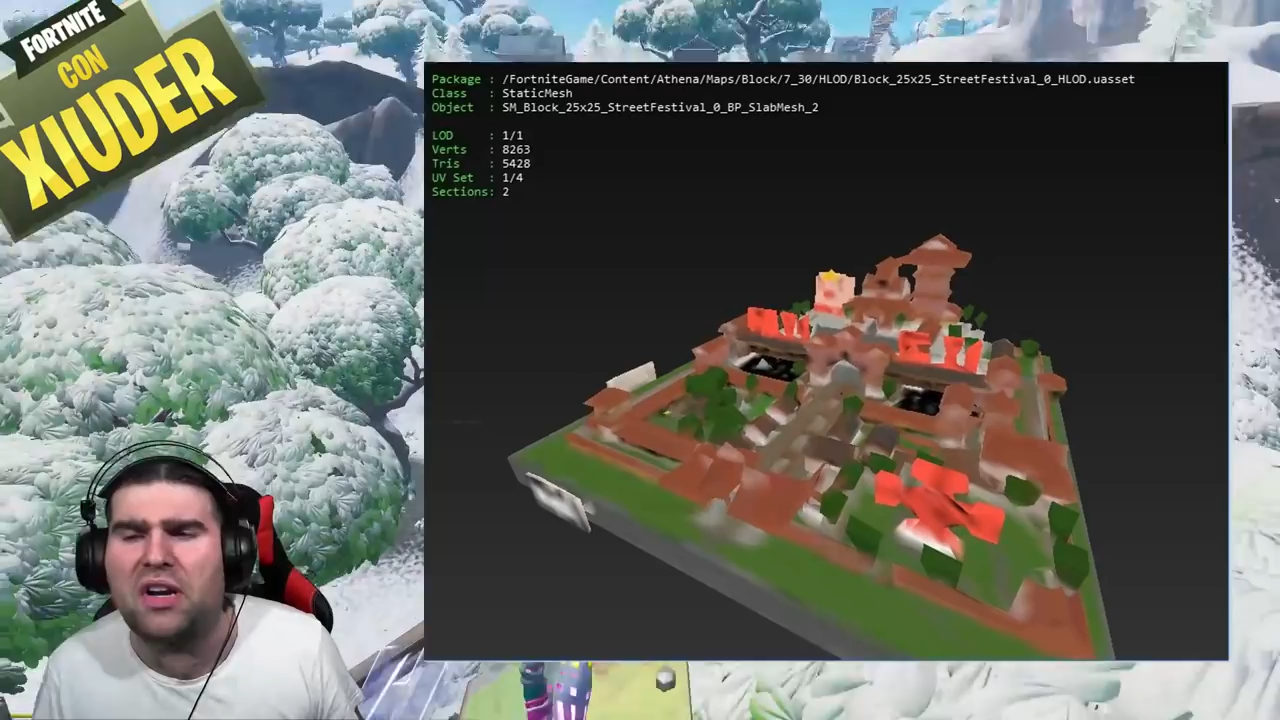 FORTNITE
CON
XIUDER
Package : /FortniteGame/Content/Athena/Maps/Block/7_30/HLOD/Block_25x25_StreetFestival_0_HLOD.uasset
Class : StaticMesh
Object : SM_Block_25x25_StreetFestival_0_BP_SlabMesh_2
LOD : 1/1
Verts : 8263
Tris : 5428
UV Set : 1/4
Sections: 2